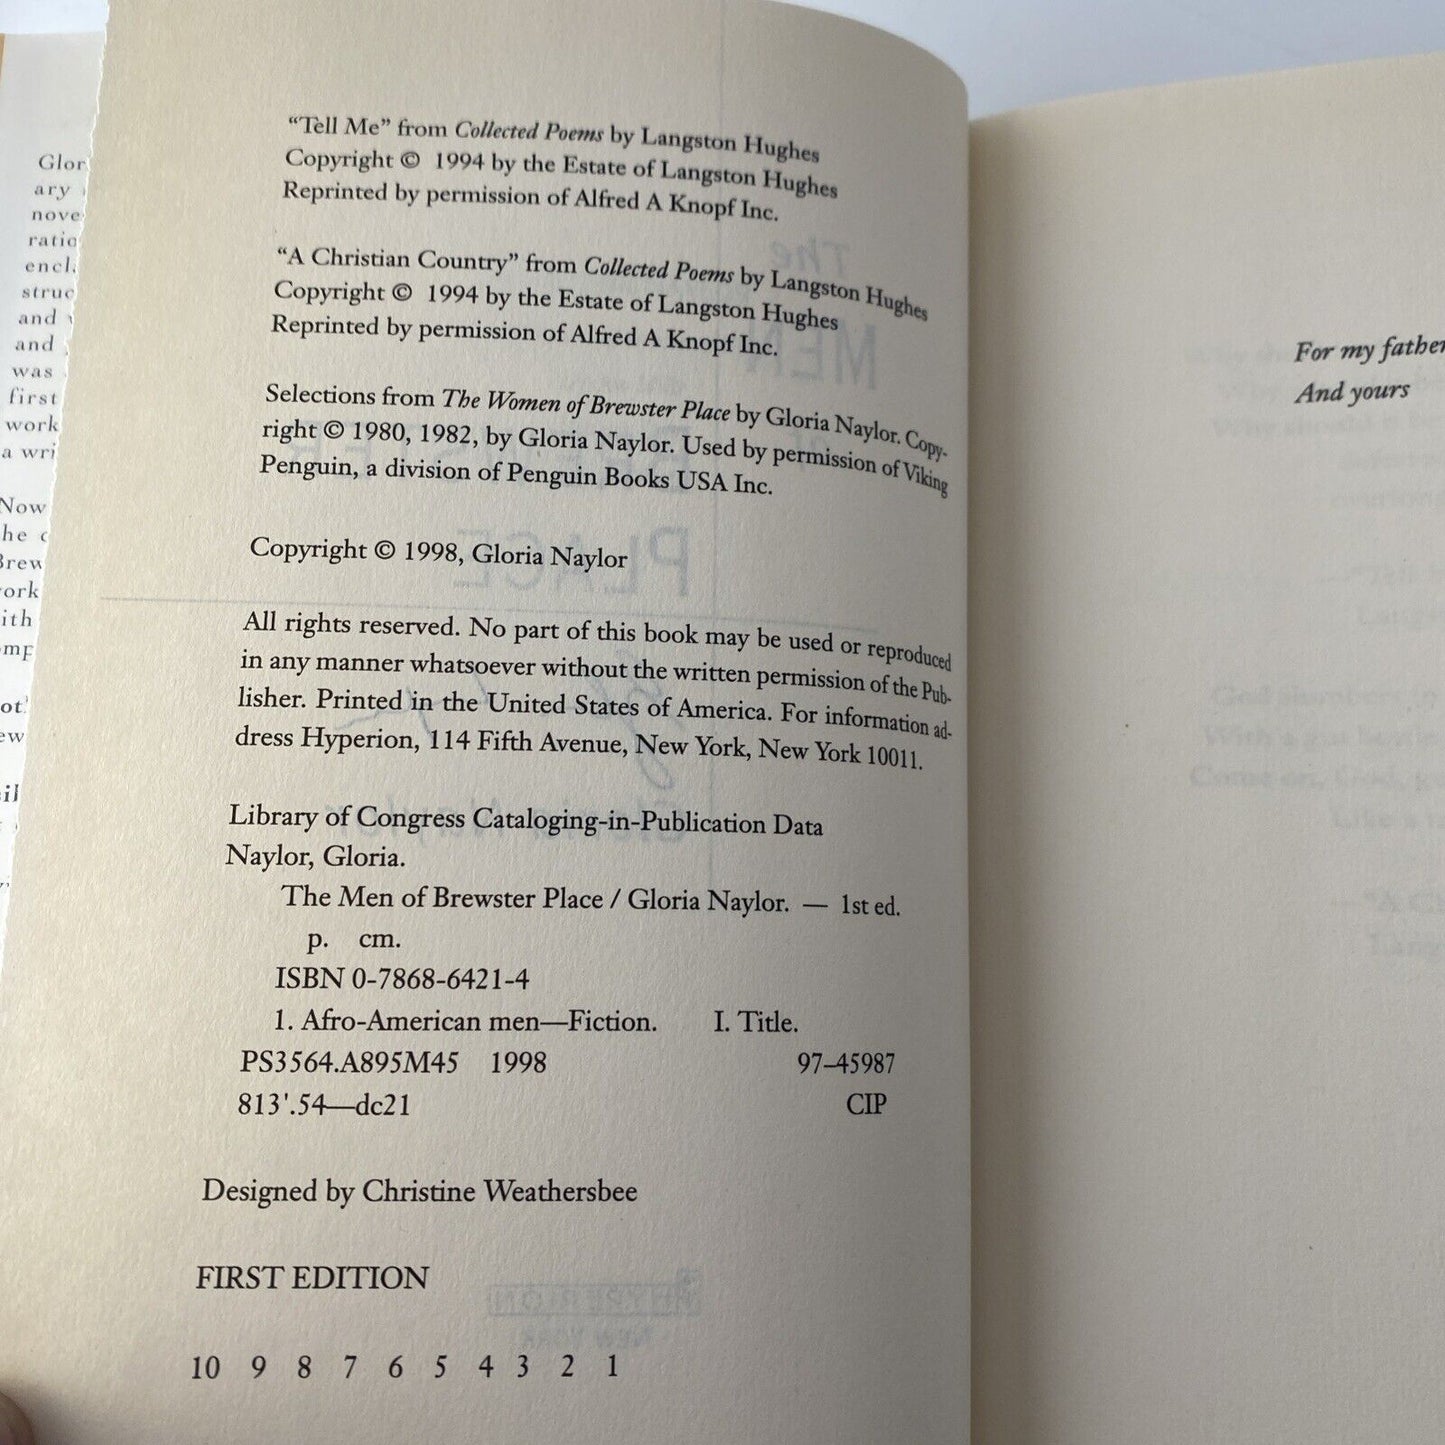 "Tell Me" from Collected Poems by Langston Hughes
Copyright © 1994 by the Estate of Langston Hughes
Reprinted by permission of Alfred A Knopf Inc.
"A Christian Country" from Collected Poems by Langston Hughes
Copyright © 1994 by the Estate of Langston Hughes
Reprinted by permission of Alfred A Knopf Inc.
Selections from The Women of Brewster Place by Gloria Naylor. Copy-
right © 1980, 1982, by Gloria Naylor. Used by permission of Viking
Penguin, a division of Penguin Books USA Inc.
Copyright © 1998, Gloria Naylor
All rights reserved. No part of this book may be used or reproduced
in any manner whatsoever without the written permission of the Pub-
lisher. Printed in the United States of America. For information ad-
dress Hyperion, 114 Fifth Avenue, New York, New York 10011.
Library of Congress Cataloging-in-Publication Data
Naylor, Gloria.
The Men of Brewster Place / Gloria Naylor. — 1st ed.
p. cm.
ISBN 0-7868-6421-4
1. Afro-American men—Fiction. I. Title.
PS3564.A895M45 1998 97–45987
813'.54—dc21 CIP
Designed by Christine Weathersbee
FIRST EDITION
10 9 8 7 6 5 4 3 2 1
For my father
And yours